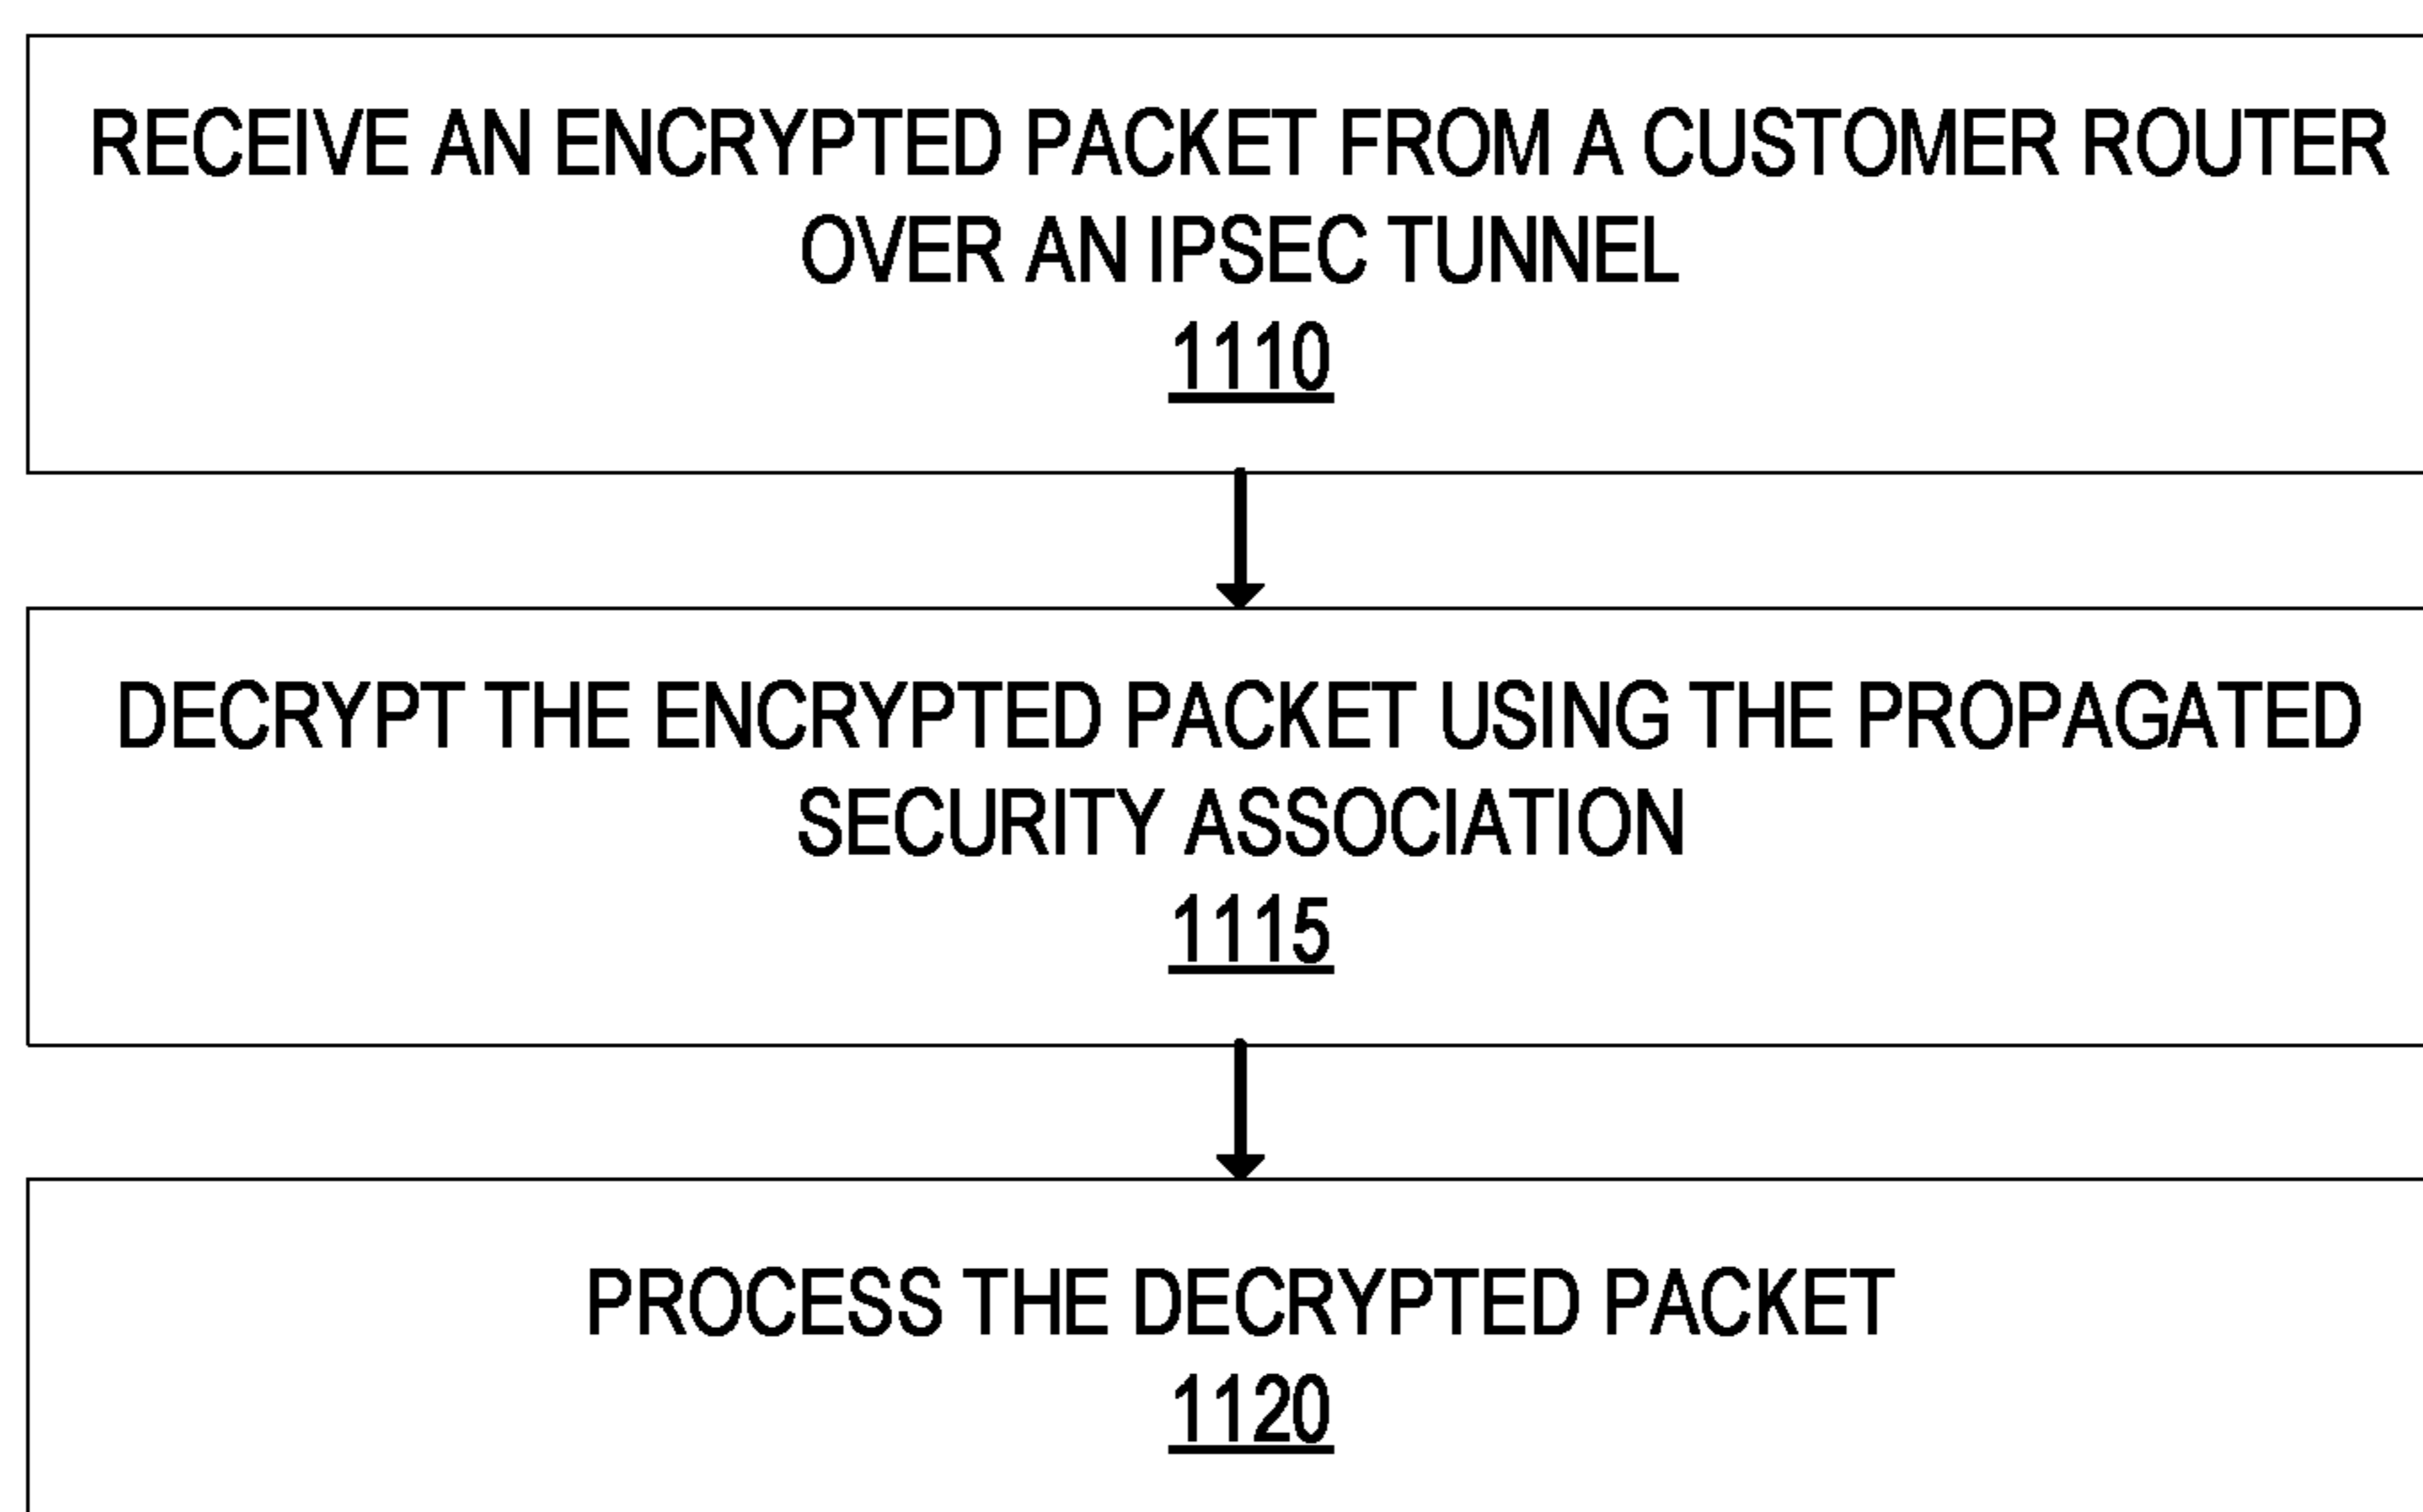 RECEIVE AN ENCRYPTED PACKET FROM A CUSTOMER ROUTER
OVER AN IPSEC TUNNEL
1110
DECRYPT THE ENCRYPTED PACKET USING THE PROPAGATED
SECURITY ASSOCIATION
1115
PROCESS THE DECRYPTED PACKET
1120